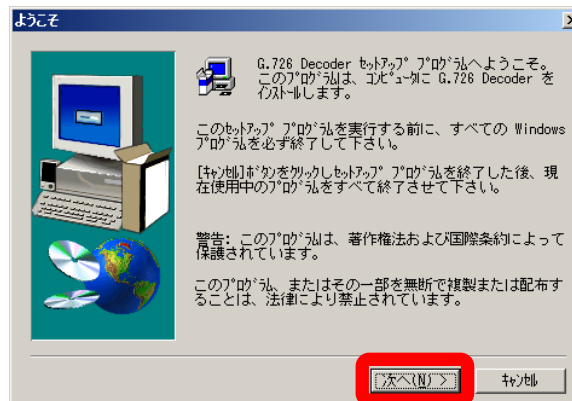 ようこそ
G.726 Decoder ｾｯﾄｱｯﾌﾟ ﾌﾟﾛｸﾞﾗﾑへようこそ。
このﾌﾟﾛｸﾞﾗﾑは、ｺﾝﾋﾟｭｰﾀに G.726 Decoder を
ｲﾝｽﾄｰﾙします。
このｾｯﾄｱｯﾌﾟ ﾌﾟﾛｸﾞﾗﾑを実行する前に、すべての Windows
ﾌﾟﾛｸﾞﾗﾑを必ず終了して下さい。
[ｷｬﾝｾﾙ]ﾎﾞﾀﾝをｸﾘｯｸしｾｯﾄｱｯﾌﾟ ﾌﾟﾛｸﾞﾗﾑを終了した後、現
在使用中のﾌﾟﾛｸﾞﾗﾑをすべて終了させて下さい。
警告: このﾌﾟﾛｸﾞﾗﾑは、著作権法および国際条約によって
保護されています。
このﾌﾟﾛｸﾞﾗﾑ、またはその一部を無断で複製または配布す
ることは、法律により禁止されています。
次へ(N) >
ｷｬﾝｾﾙ